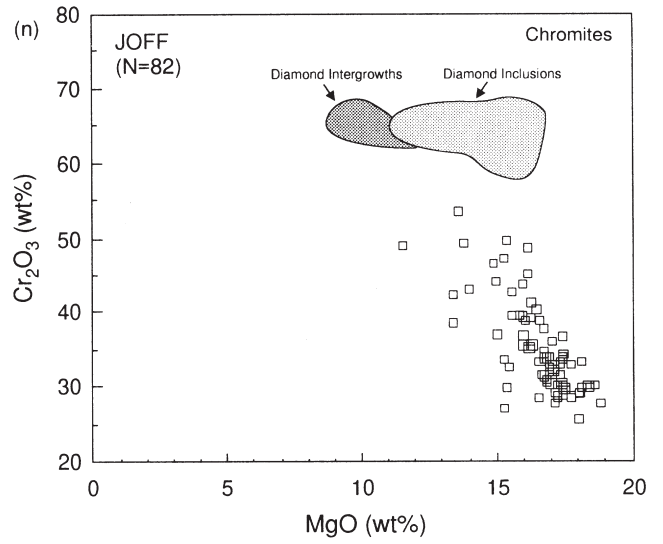 (n)
80
70
60
50
40
30
20
Cr2O3 (wt%)
JOFF
(N=82)
Chromites
Diamond Intergrowths
Diamond Inclusions
0 5 10 15 20
MgO (wt%)